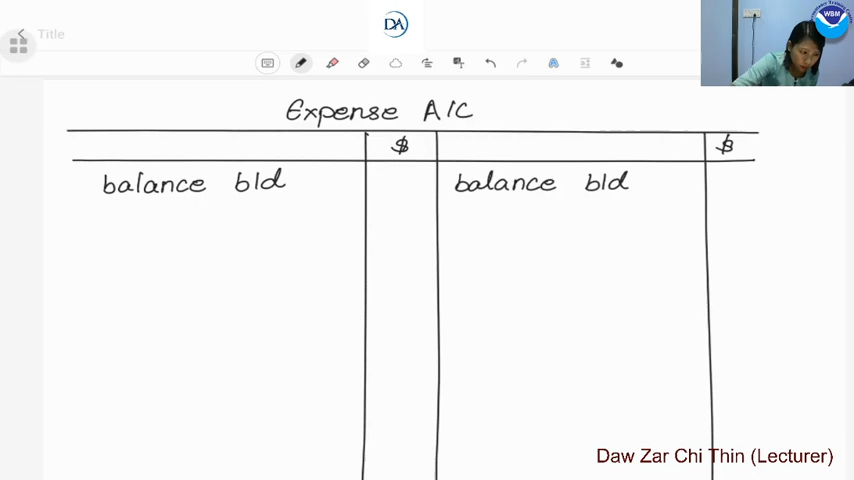 Title
DA
WBM
Expense A/C
$ $
balance b/d balance b/d
Daw Zar Chi Thin (Lecturer)